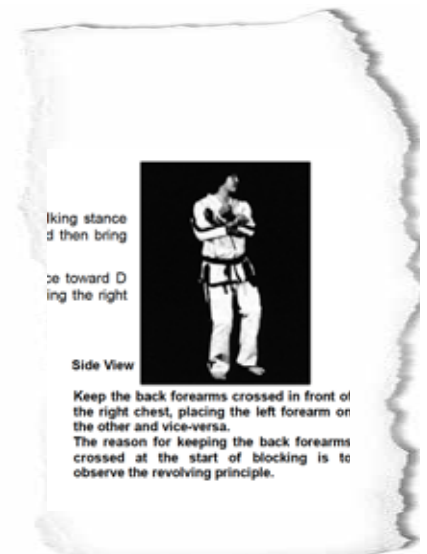 lking stance
d then bring
ce toward D
ing the right
Side View
Keep the back forearms crossed in front of
the right chest, placing the left forearm on
the other and vice-versa.
The reason for keeping the back forearms
crossed at the start of blocking is to
observe the revolving principle.